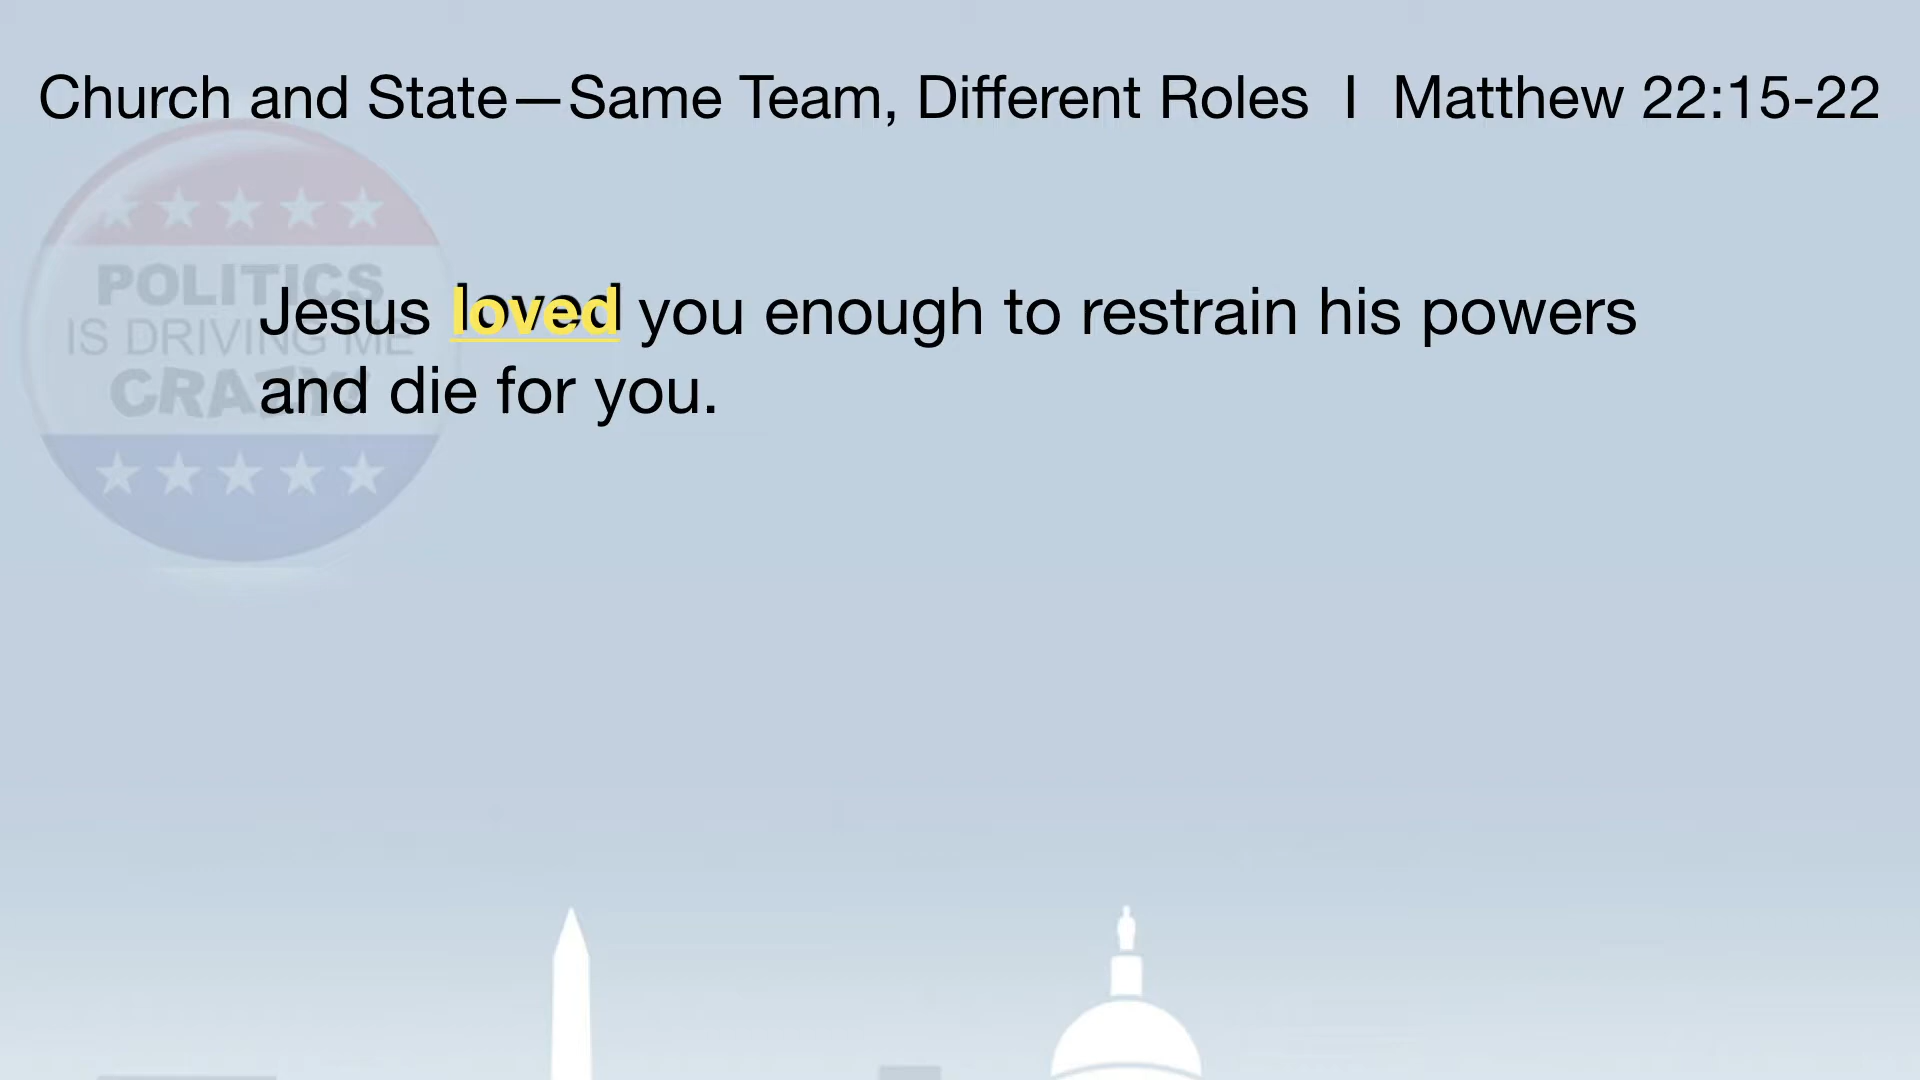 Church and State—Same Team, Different Roles I Matthew 22:15-22
POLITICS
IS DRIVING ME
CRAZY!
Jesus loved you enough to restrain his powers
and die for you.